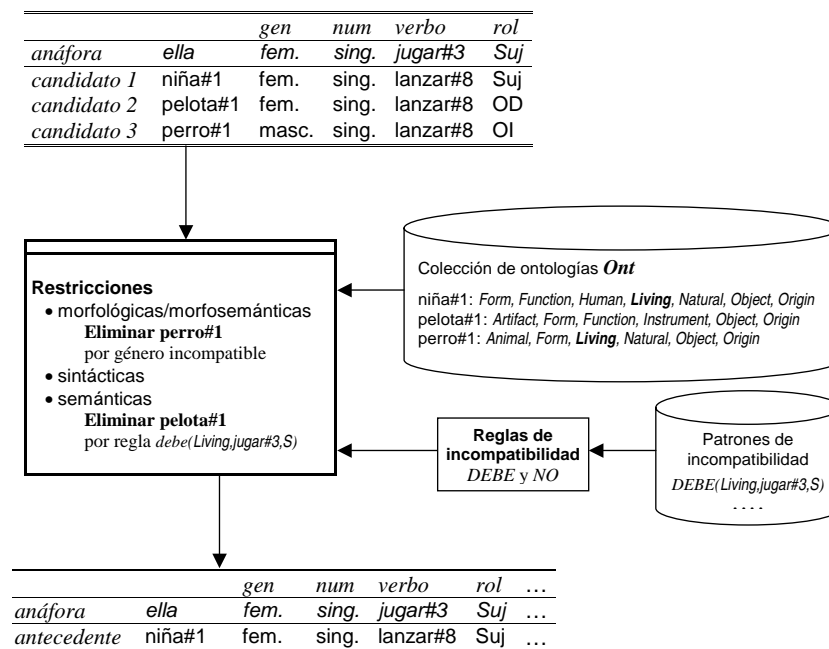 gen num verbo rol
anáfora ella fem. sing. jugar#3 Suj
candidato 1 niña#1 fem. sing. lanzar#8 Suj
candidato 2 pelota#1 fem. sing. lanzar#8 OD
candidato 3 perro#1 masc. sing. lanzar#8 OI
Restricciones
• morfológicas/morfosemánticas
Eliminar perro#1
por género incompatible
• sintácticas
• semánticas
Eliminar pelota#1
por regla debe(Living,jugar#3,S)
Colección de ontologías Ont
niña#1: Form, Function, Human, Living, Natural, Object, Origin
pelota#1: Artifact, Form, Function, Instrument, Object, Origin
perro#1: Animal, Form, Living, Natural, Object, Origin
Reglas de
incompatibilidad
DEBE y NO
Patrones de
incompatibilidad
DEBE(Living,jugar#3,S)
....
gen num verbo rol …
anáfora ella fem. sing. jugar#3 Suj …
antecedente niña#1 fem. sing. lanzar#8 Suj …